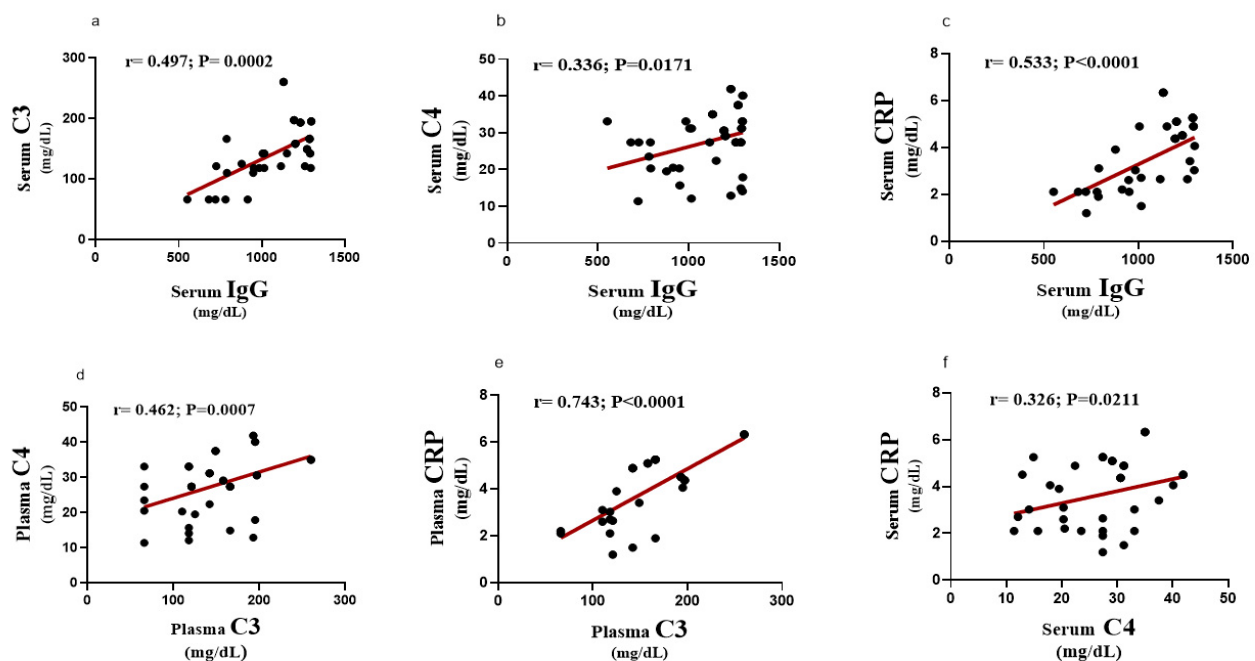 a
r= 0.497; P= 0.0002
Serum C3
(mg/dL)
300
200
100
0
0 500 1000 1500
Serum IgG
(mg/dL)
b
r= 0.336; P=0.0171
Serum C4
(mg/dL)
50
40
30
20
10
0
0 500 1000 1500
Serum IgG
(mg/dL)
c
r= 0.533; P<0.0001
Serum CRP
(mg/dL)
8
6
4
2
0
0 500 1000 1500
Serum IgG
(mg/dL)
d
r= 0.462; P=0.0007
Plasma C4
(mg/dL)
50
40
30
20
10
0
0 100 200 300
Plasma C3
(mg/dL)
e
r= 0.743; P<0.0001
Plasma CRP
(mg/dL)
8
6
4
2
0
0 100 200 300
Plasma C3
(mg/dL)
f
r= 0.326; P=0.0211
Serum CRP
(mg/dL)
8
6
4
2
0
0 10 20 30 40 50
Serum C4
(mg/dL)